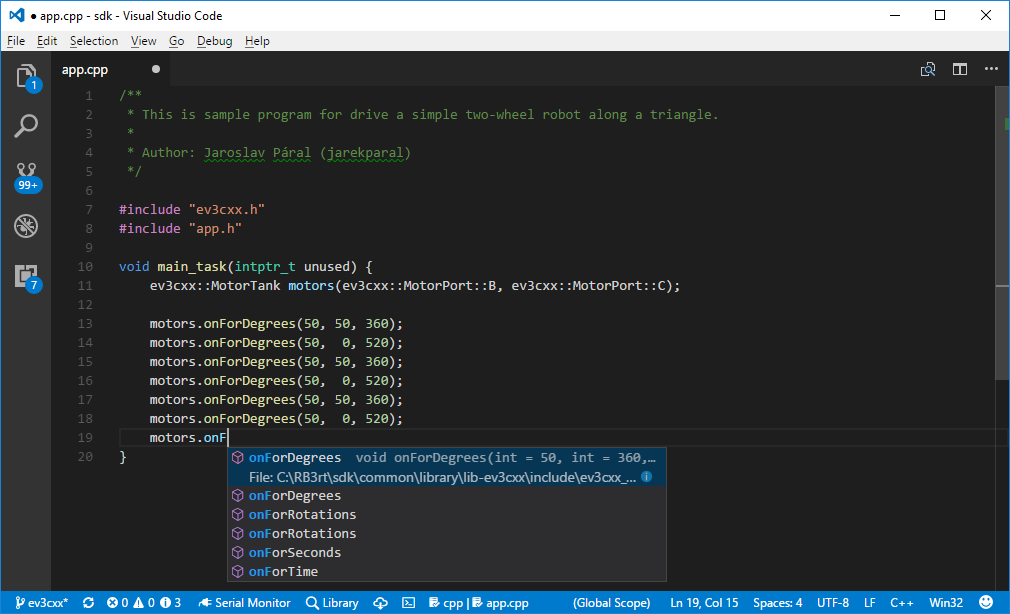 ● app.cpp - sdk - Visual Studio Code
File Edit Selection View Go Debug Help
app.cpp ●
1 /**
2 * This is sample program for drive a simple two-wheel robot along a triangle.
3 *
4 * Author: Jaroslav Páral (jarekparal)
5 */
6
7 #include "ev3cxx.h"
8 #include "app.h"
9
10 void main_task(intptr_t unused) {
11 ev3cxx::MotorTank motors(ev3cxx::MotorPort::B, ev3cxx::MotorPort::C);
12
13 motors.onForDegrees(50, 50, 360);
14 motors.onForDegrees(50,  0, 520);
15 motors.onForDegrees(50, 50, 360);
16 motors.onForDegrees(50,  0, 520);
17 motors.onForDegrees(50, 50, 360);
18 motors.onForDegrees(50,  0, 520);
19 motors.onF
20 }
onForDegrees void onForDegrees(int = 50, int = 360,…
File: C:\RB3rt\sdk\common\library\lib-ev3cxx\include\ev3cxx_...
onForDegrees
onForRotations
onForRotations
onForSeconds
onForTime
1
99+
7
ev3cxx* 0 0 3 Serial Monitor Library cpp | app.cpp (Global Scope) Ln 19, Col 15 Spaces: 4 UTF-8 LF C++ Win32